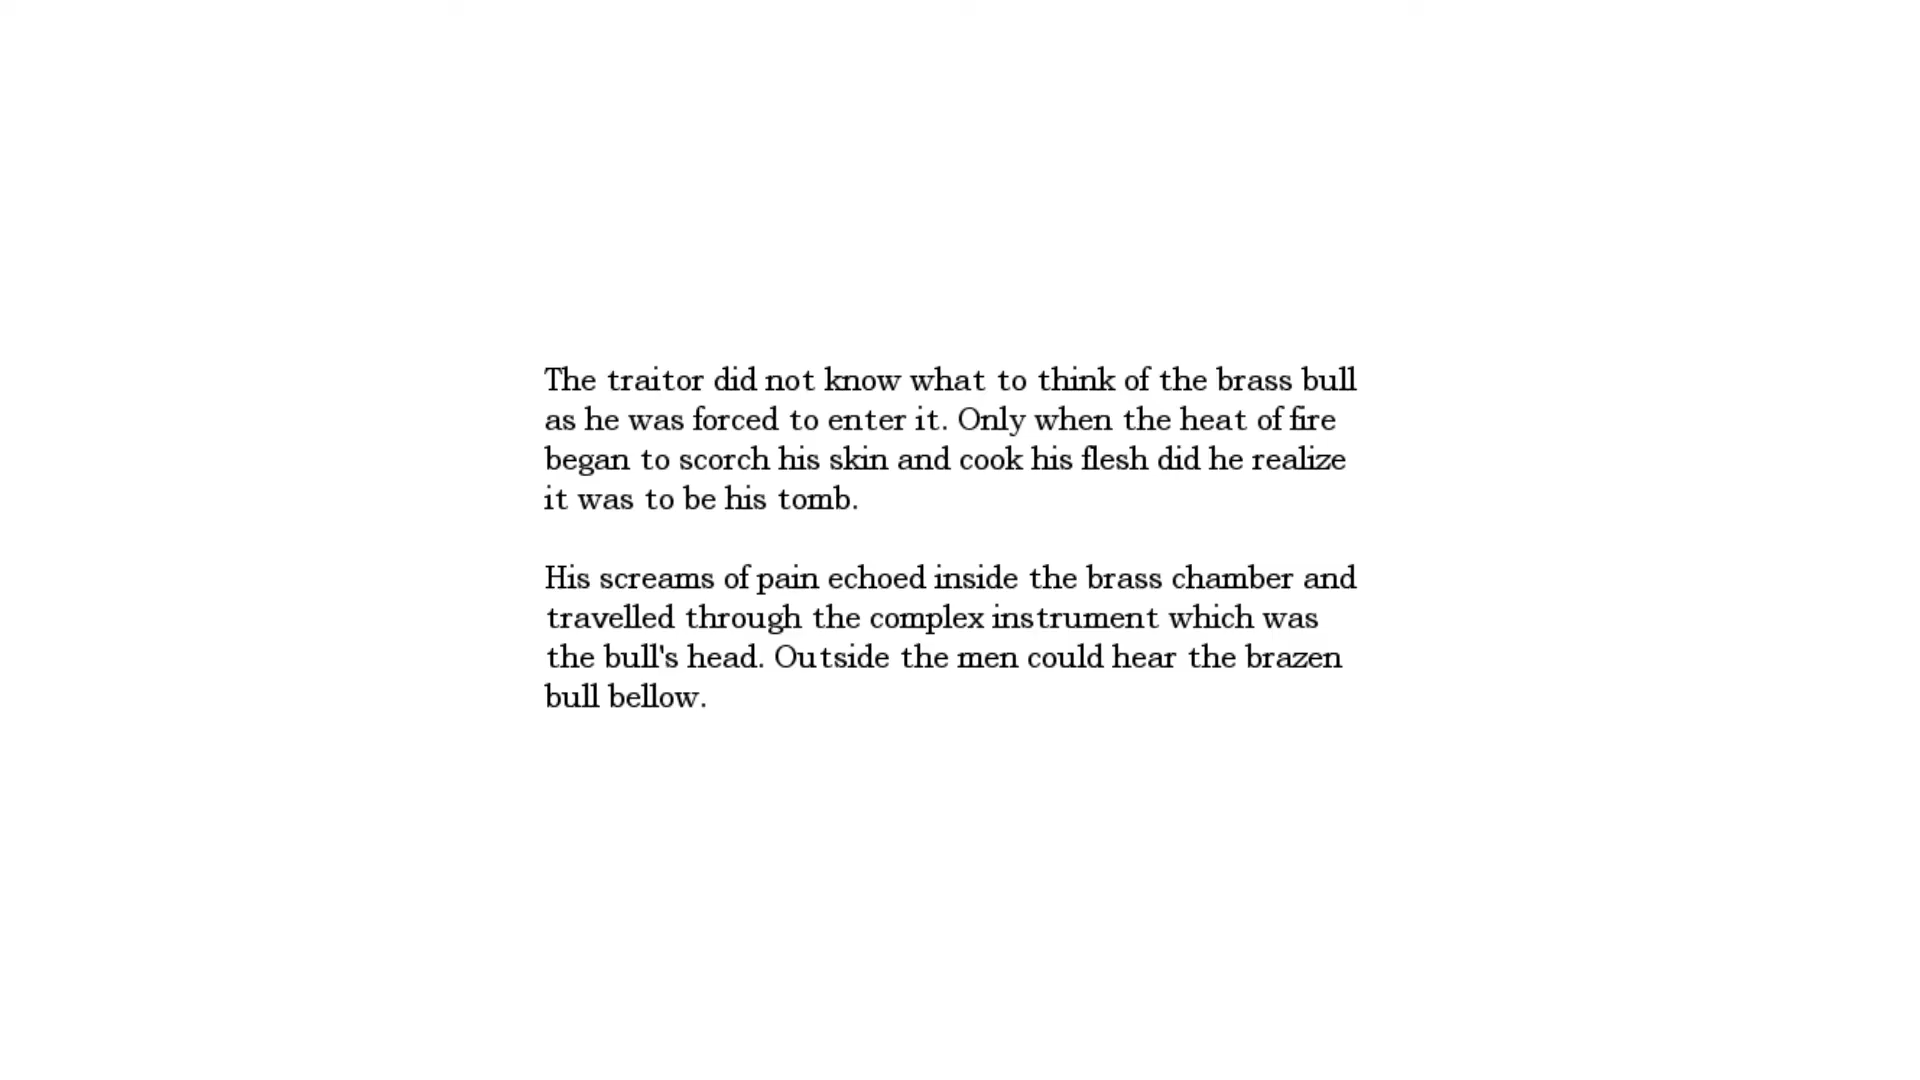 The traitor did not know what to think of the brass bull
as he was forced to enter it. Only when the heat of fire
began to scorch his skin and cook his flesh did he realize
it was to be his tomb.
His screams of pain echoed inside the brass chamber and
travelled through the complex instrument which was
the bull's head. Outside the men could hear the brazen
bull bellow.